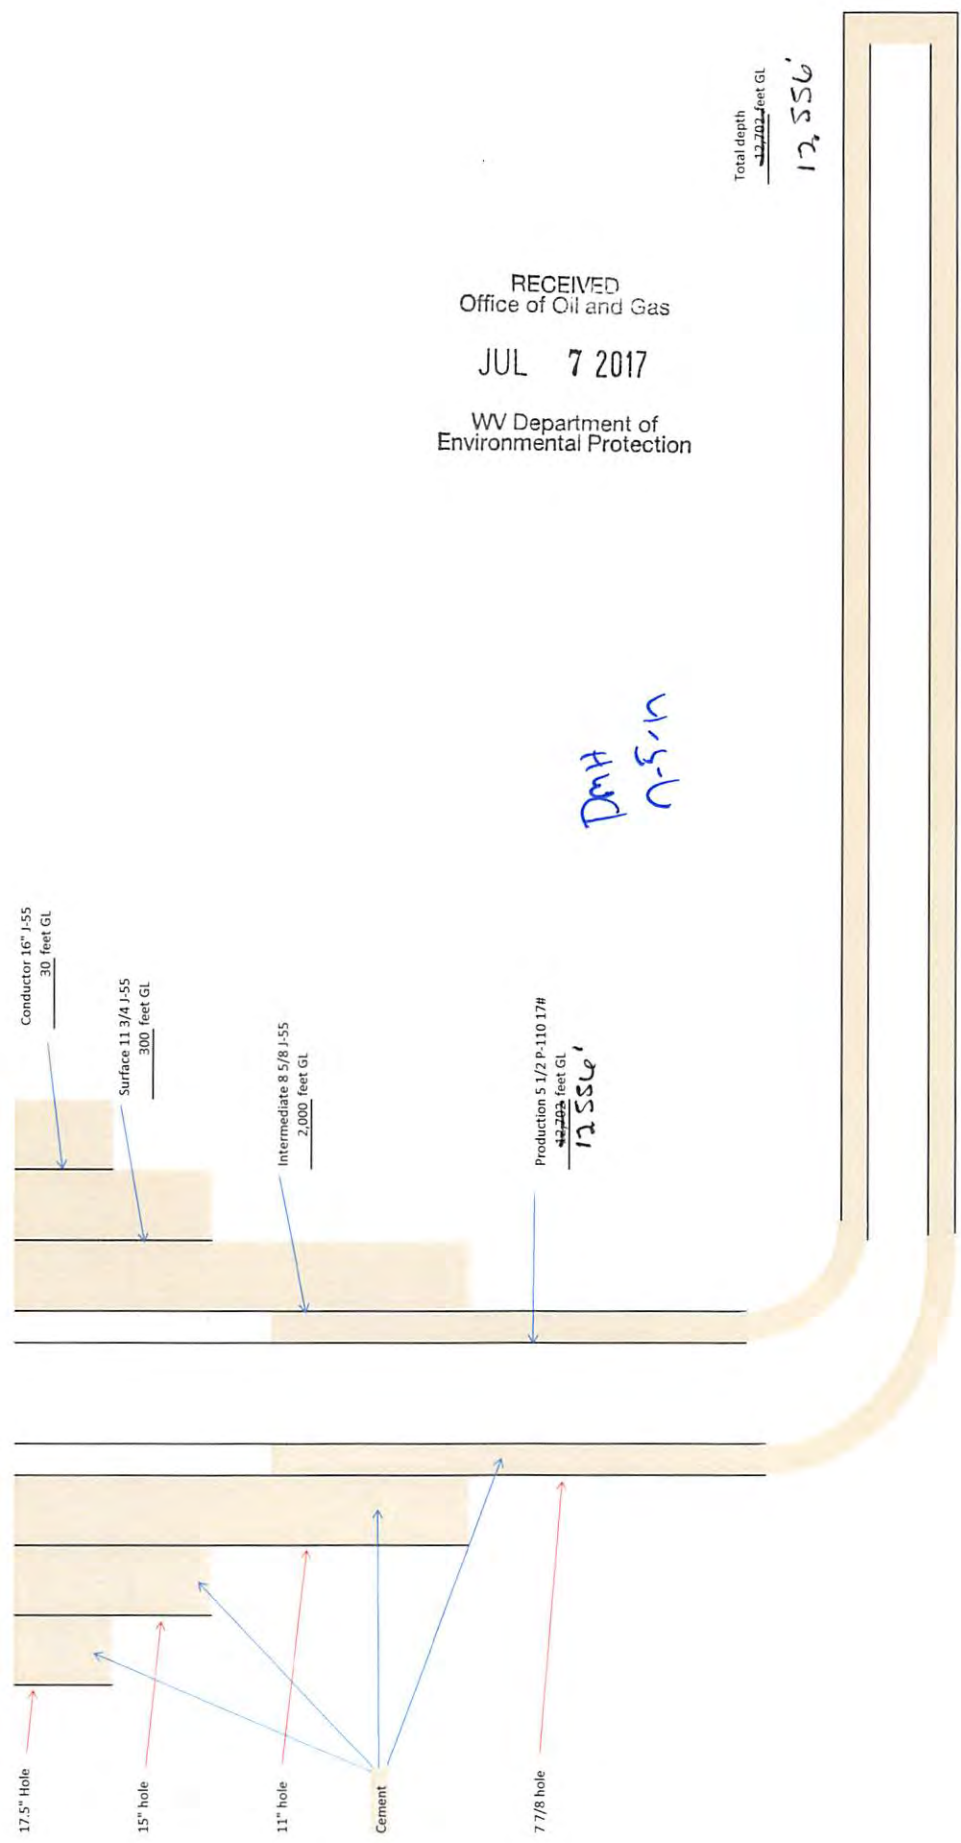 Conductor 16" J-55
30 feet GL
Surface 11 3/4 J-55
300 feet GL
Intermediate 8 5/8 J-55
2,000 feet GL
Production 5 1/2 P-110 17#
12,702 feet GL
12 556'
Total depth
12,702 feet GL
12,556'
17.5" Hole
15" hole
11" hole
Cement
7 7/8 hole
RECEIVED
Office of Oil and Gas
JUL 7 2017
WV Department of
Environmental Protection
DMH